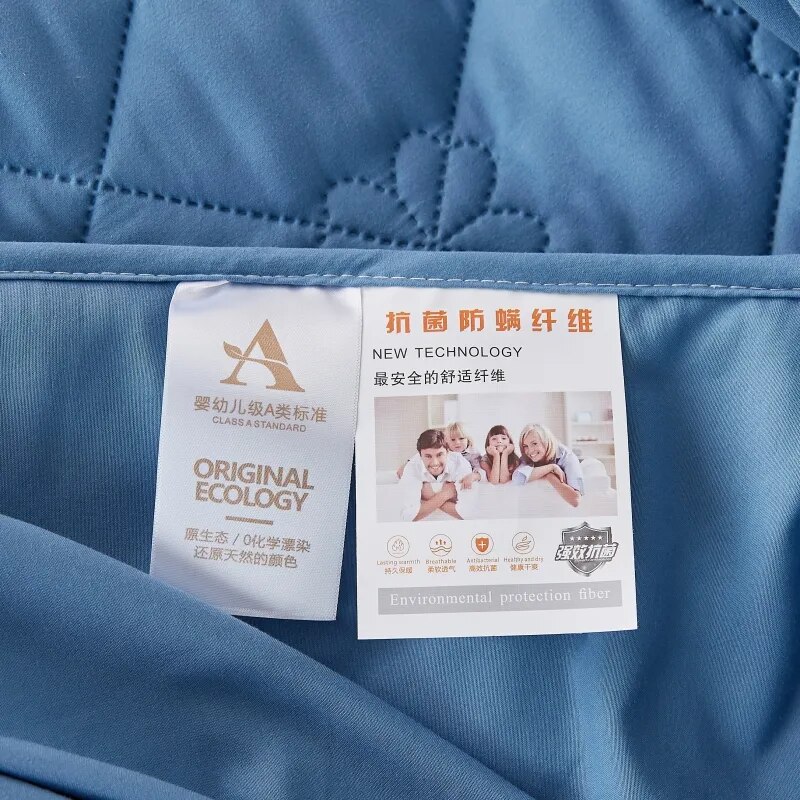 婴幼儿级A类标准
CLASS A STANDARD
ORIGINAL
ECOLOGY
原生态 / 0化学漂染
还原天然的颜色
抗菌防螨纤维
NEW TECHNOLOGY
最安全的舒适纤维
Lasting warmth Breathable Antibacterial Healthy and dry
持久保暖 柔软透气 高效抗菌 健康干爽
强效抗菌
Environmental protection fiber